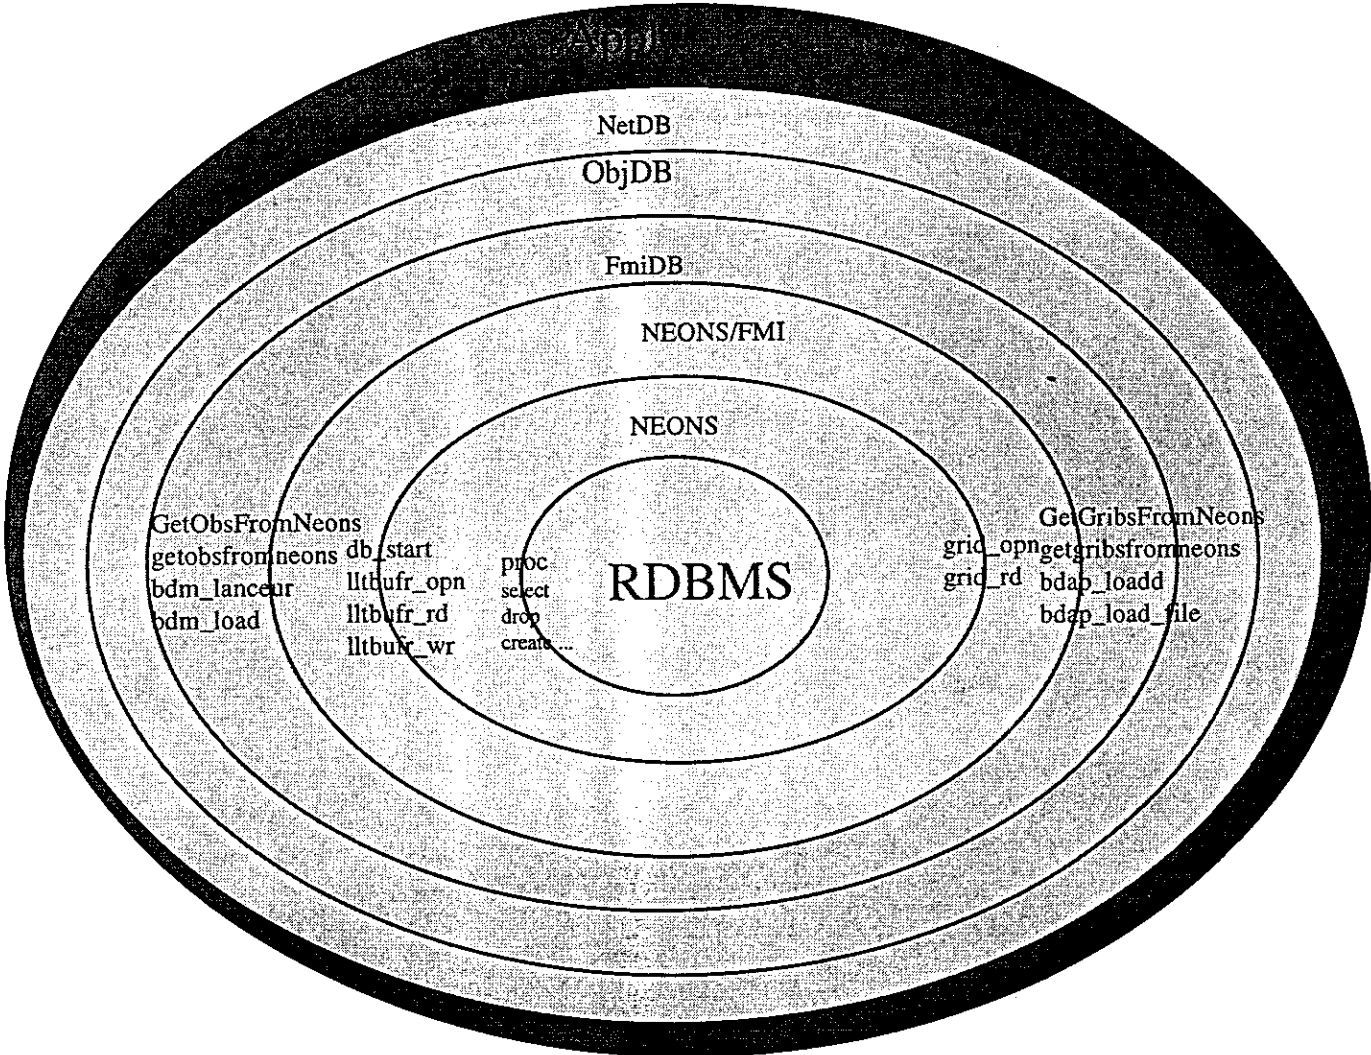 Appl
NetDB
ObjDB
FmiDB
NEONS/FMI
NEONS
RDBMS
GetObsFromNeons
getobsfromneons
bdm_lanceur
bdm_load
db_start
lltbufr_opn
lltbufr_rd
lltbufr_wr
proc
select
drop
create ...
grid_opn
grid_rd
GetGribsFromNeons
getgribsfromneons
bdap_loadd
bdap_load_file